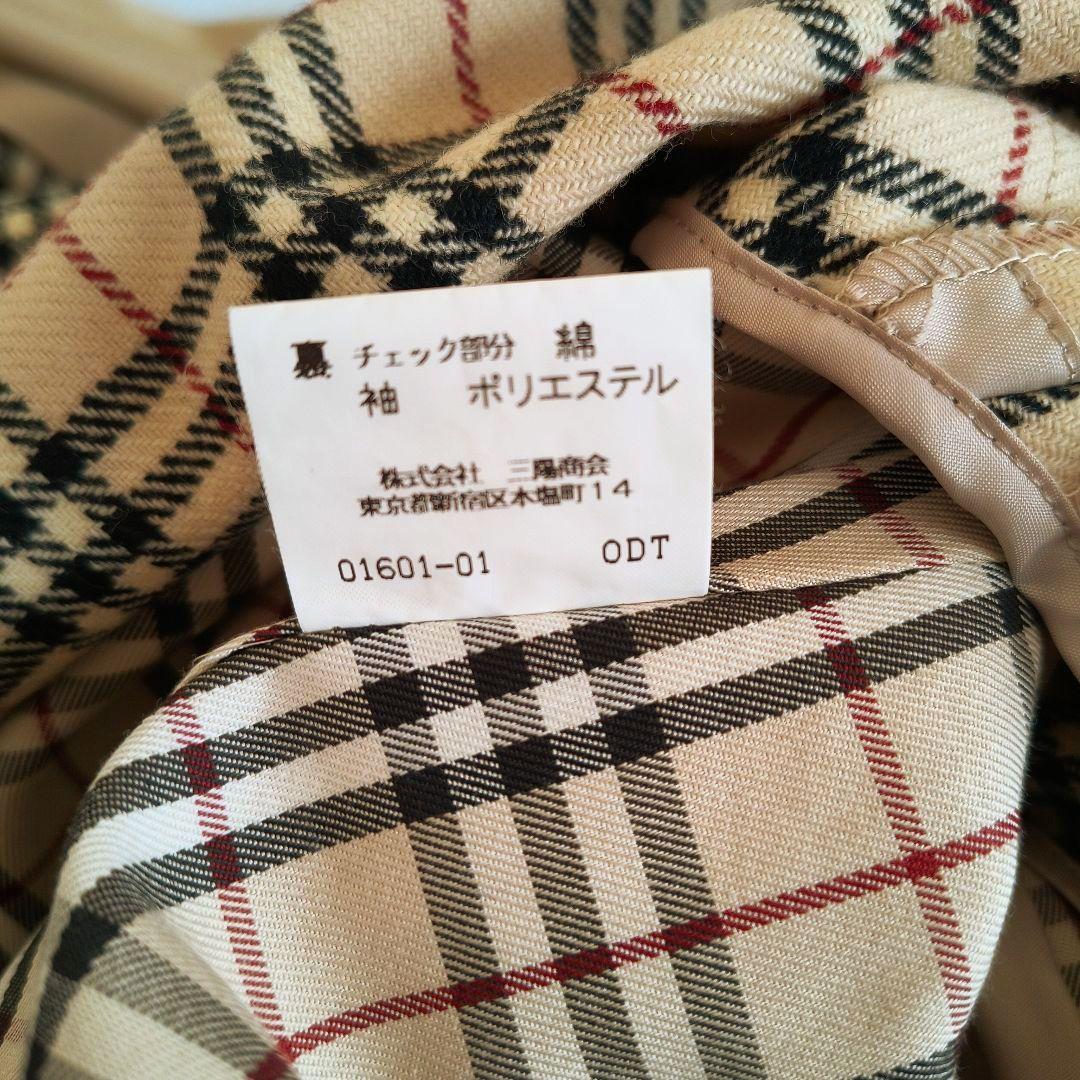 裏 チェック部分 綿
袖 ポリエステル
株式会社 三陽商会
東京都新宿区本塩町14
01601-01 ODT